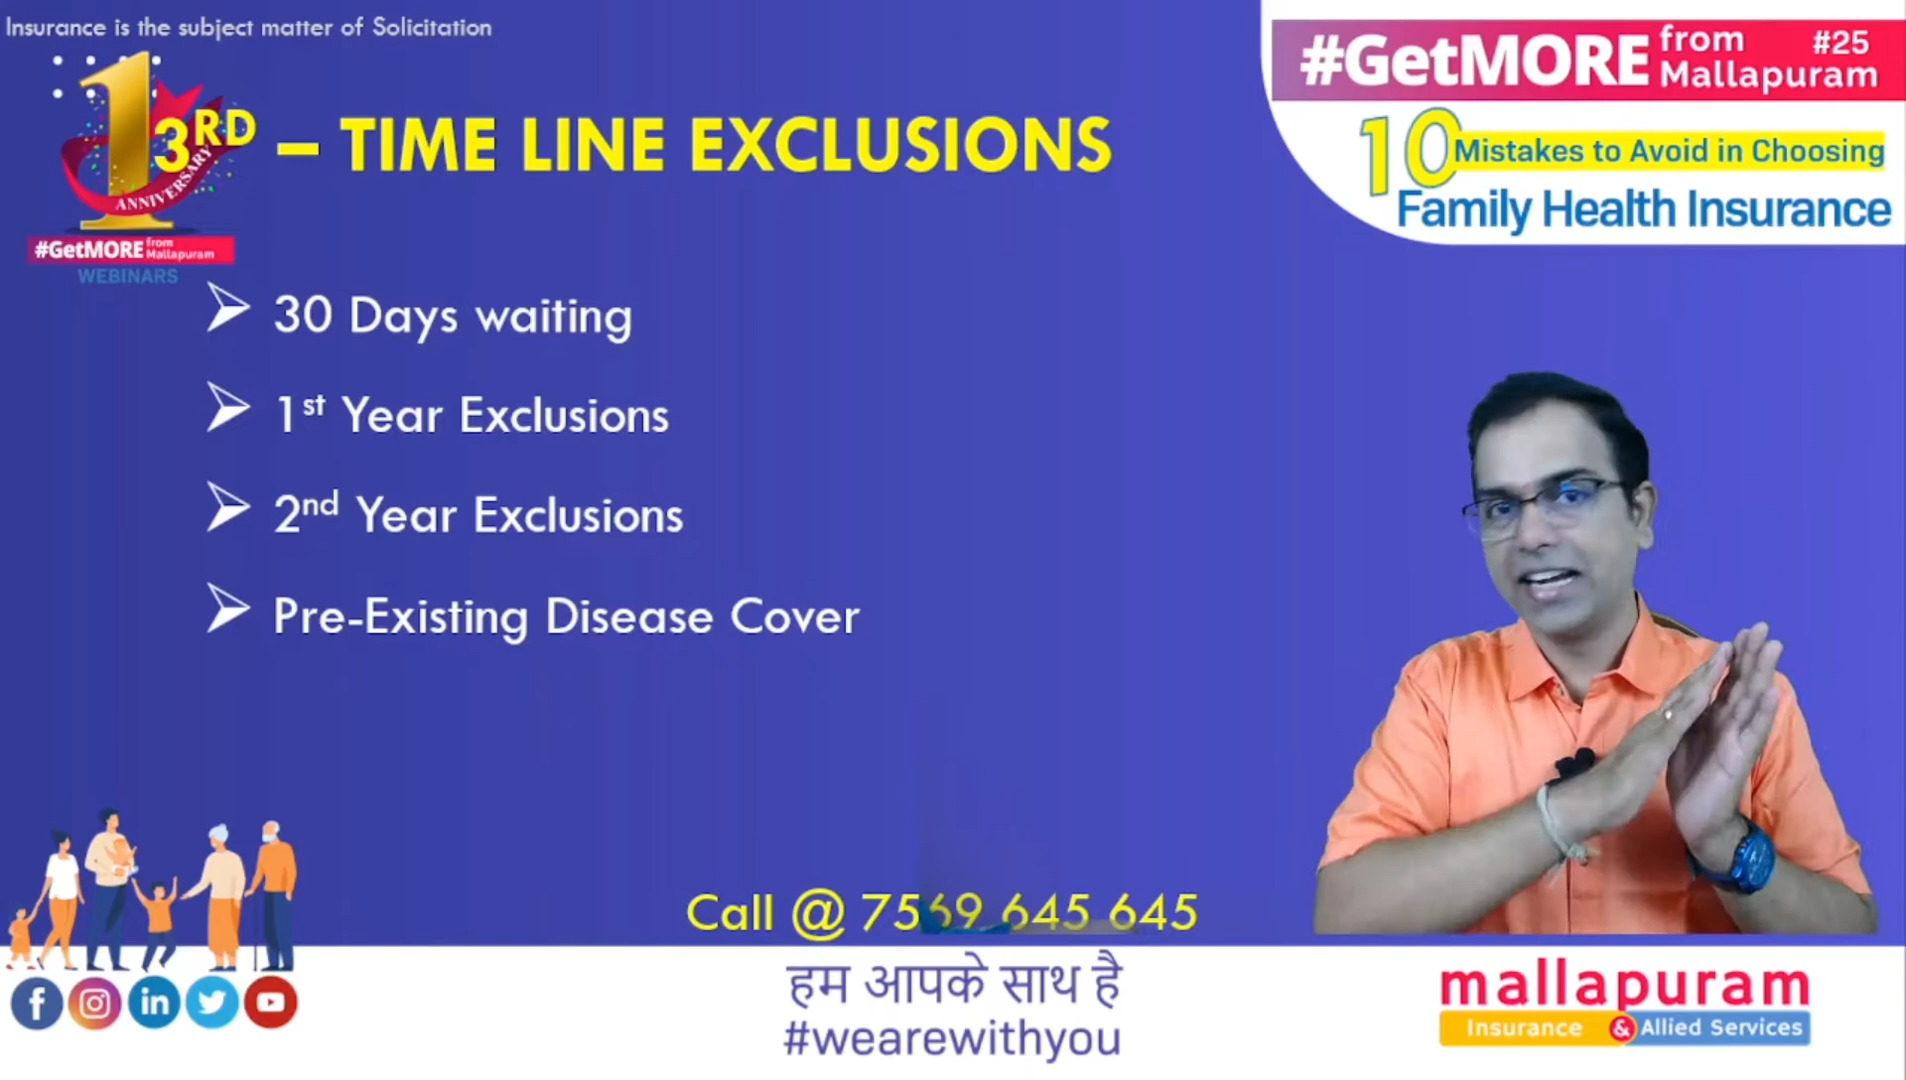 Insurance is the subject matter of Solicitation
1
ANNIVERSARY
#GetMORE from Mallapuram
WEBINARS
3RD – TIME LINE EXCLUSIONS
#GetMORE from Mallapuram #25
10 Mistakes to Avoid in Choosing
Family Health Insurance
30 Days waiting
1st Year Exclusions
2nd Year Exclusions
Pre-Existing Disease Cover
Call @ 7569 645 645
हम आपके साथ है
#wearewithyou
mallapuram
Insurance & Allied Services